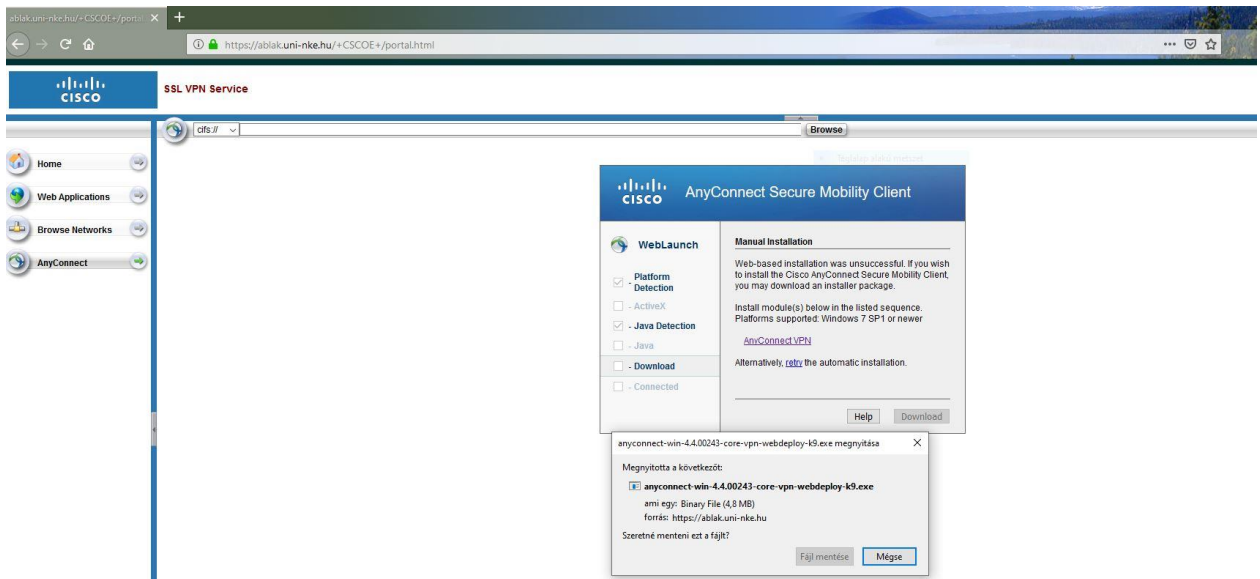 ablak.uni-nke.hu/+CSCOE+/portal
https://ablak.uni-nke.hu/+CSCOE+/portal.html
CISCO
SSL VPN Service
cifs://
Browse
Home
Web Applications
Browse Networks
AnyConnect
CISCO
AnyConnect Secure Mobility Client
WebLaunch
- Platform
Detection
- ActiveX
- Java Detection
- Java
- Download
- Connected
Manual Installation
Web-based installation was unsuccessful. If you wish
to install the Cisco AnyConnect Secure Mobility Client,
you may download an installer package.
Install module(s) below in the listed sequence.
Platforms supported: Windows 7 SP1 or newer
AnyConnect VPN
Alternatively, retry the automatic installation.
Help
Download
anyconnect-win-4.4.00243-core-vpn-webdeploy-k9.exe megnyitása
Megnyitotta a következőt:
anyconnect-win-4.4.00243-core-vpn-webdeploy-k9.exe
ami egy: Binary File (4,8 MB)
forrás: https://ablak.uni-nke.hu
Szeretné menteni ezt a fájlt?
Fájl mentése
Mégse